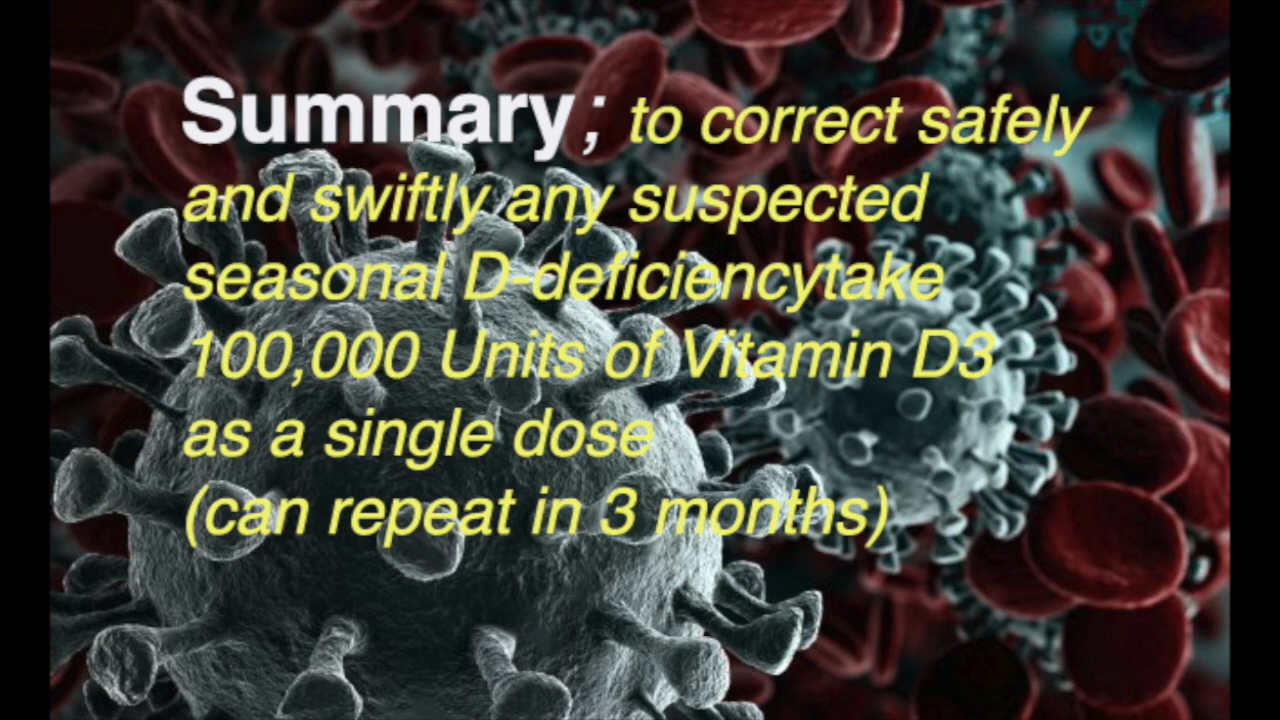 Summary; to correct safely
and swiftly any suspected
seasonal D-deficiencytake
100,000 Units of Vitamin D3
as a single dose
(can repeat in 3 months)